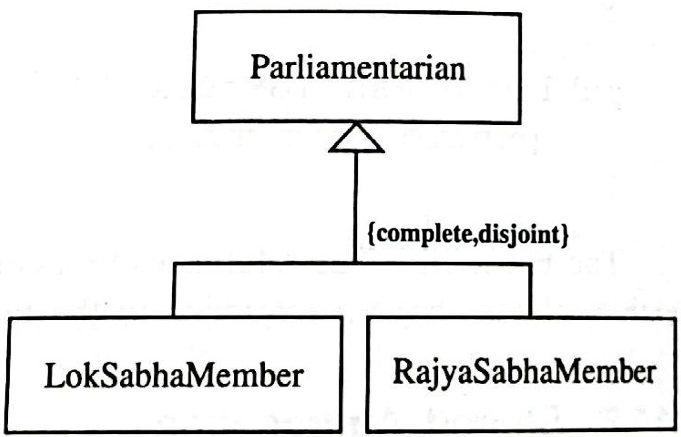 Parliamentarian
{complete,disjoint}
LokSabhaMember
RajyaSabhaMember